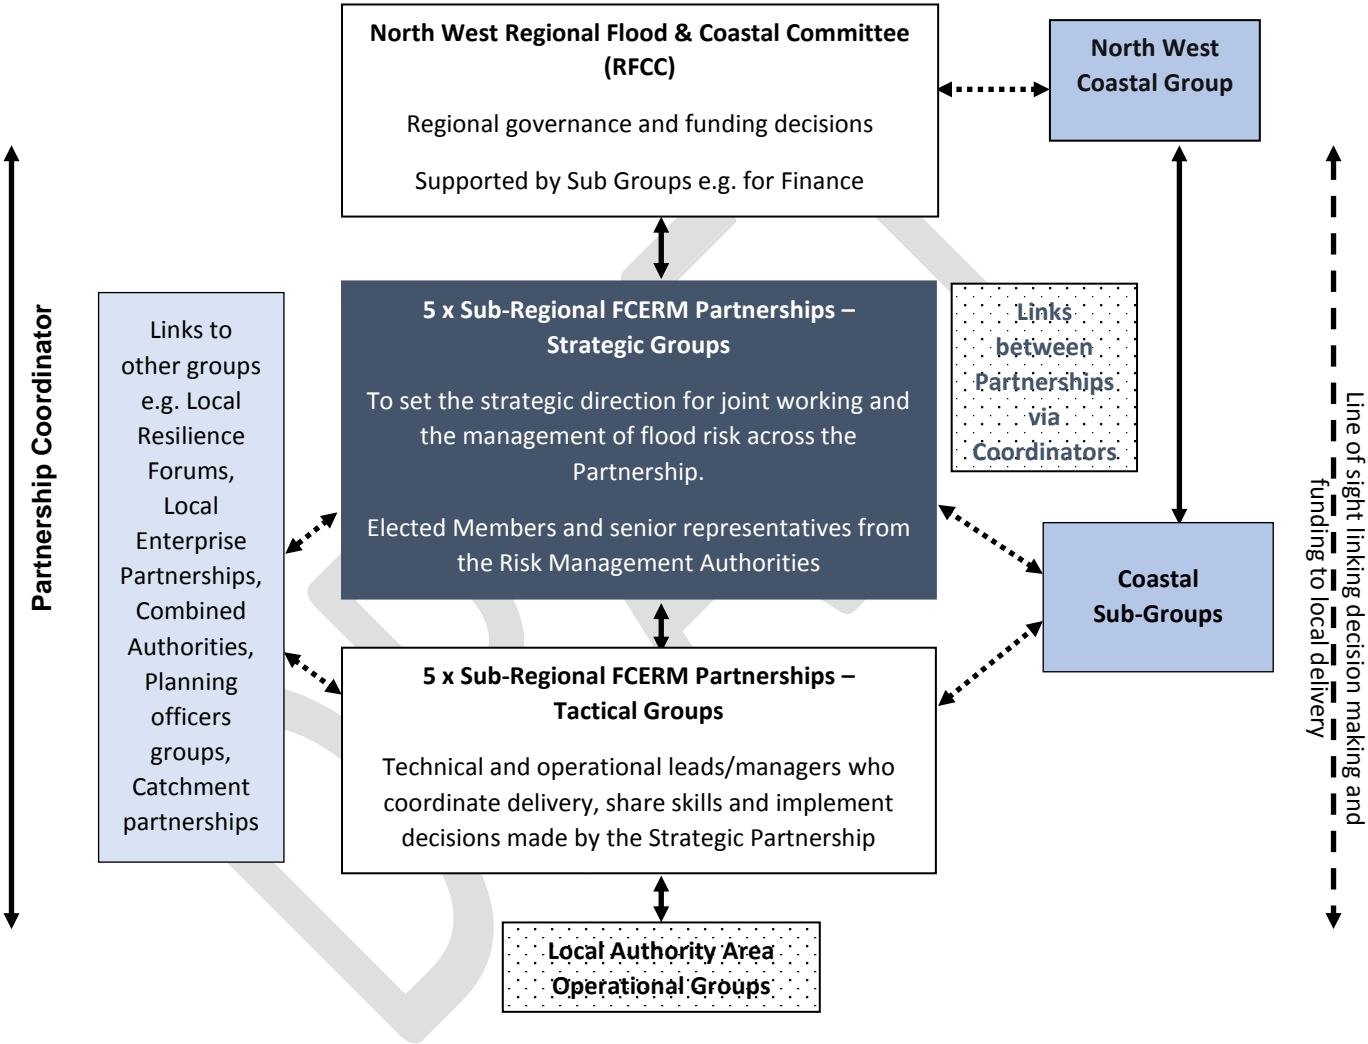 North West Regional Flood & Coastal Committee
(RFCC)
Regional governance and funding decisions
Supported by Sub Groups e.g. for Finance
North West
Coastal Group
Partnership Coordinator
Links to
other groups
e.g. Local
Resilience
Forums,
Local
Enterprise
Partnerships,
Combined
Authorities,
Planning
officers
groups,
Catchment
partnerships
5 x Sub-Regional FCERM Partnerships –
Strategic Groups
To set the strategic direction for joint working and
the management of flood risk across the
Partnership.
Elected Members and senior representatives from
the Risk Management Authorities
Links
between
Partnerships
via
Coordinators
Coastal
Sub-Groups
Line of sight linking decision making and
funding to local delivery
5 x Sub-Regional FCERM Partnerships –
Tactical Groups
Technical and operational leads/managers who
coordinate delivery, share skills and implement
decisions made by the Strategic Partnership
Local Authority Area
Operational Groups
DRAFT